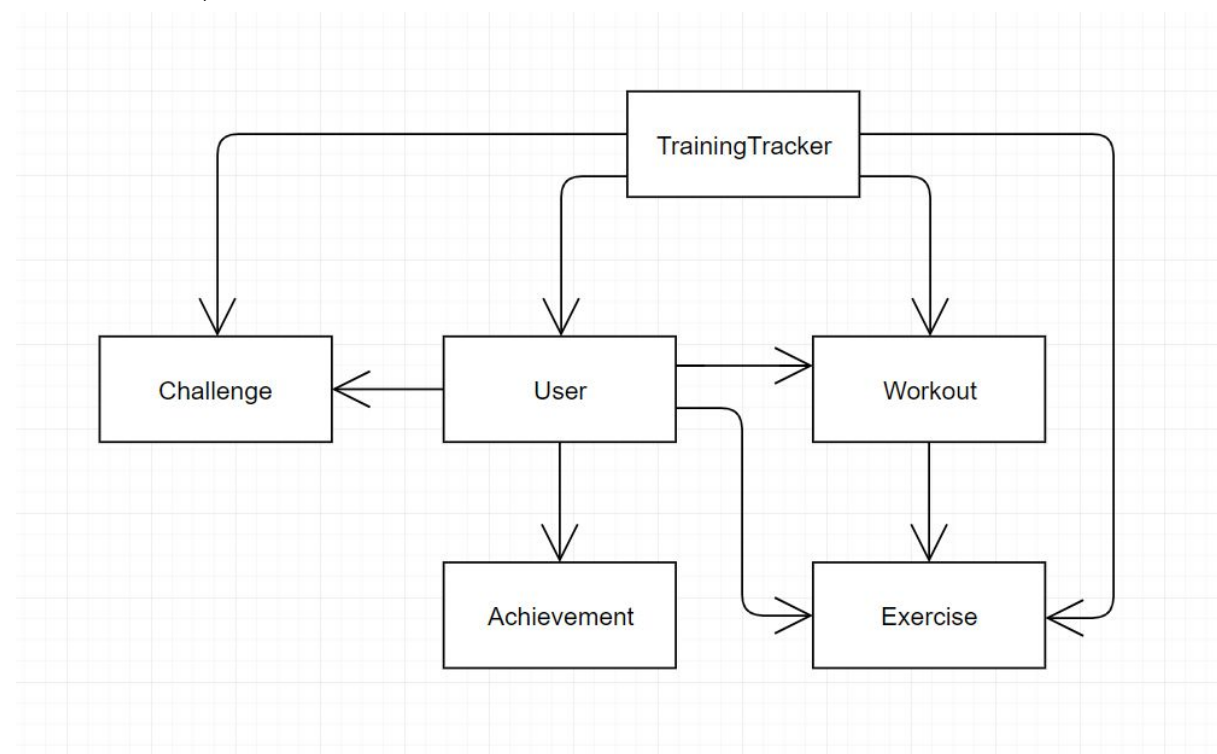 TrainingTracker
Challenge
User
Workout
Achievement
Exercise